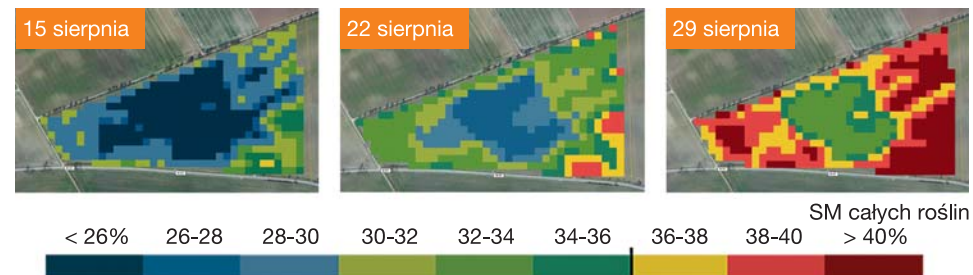 15 sierpnia
22 sierpnia
29 sierpnia
SM całych roślin
< 26% 26-28 28-30 30-32 32-34 34-36 36-38 38-40 > 40%